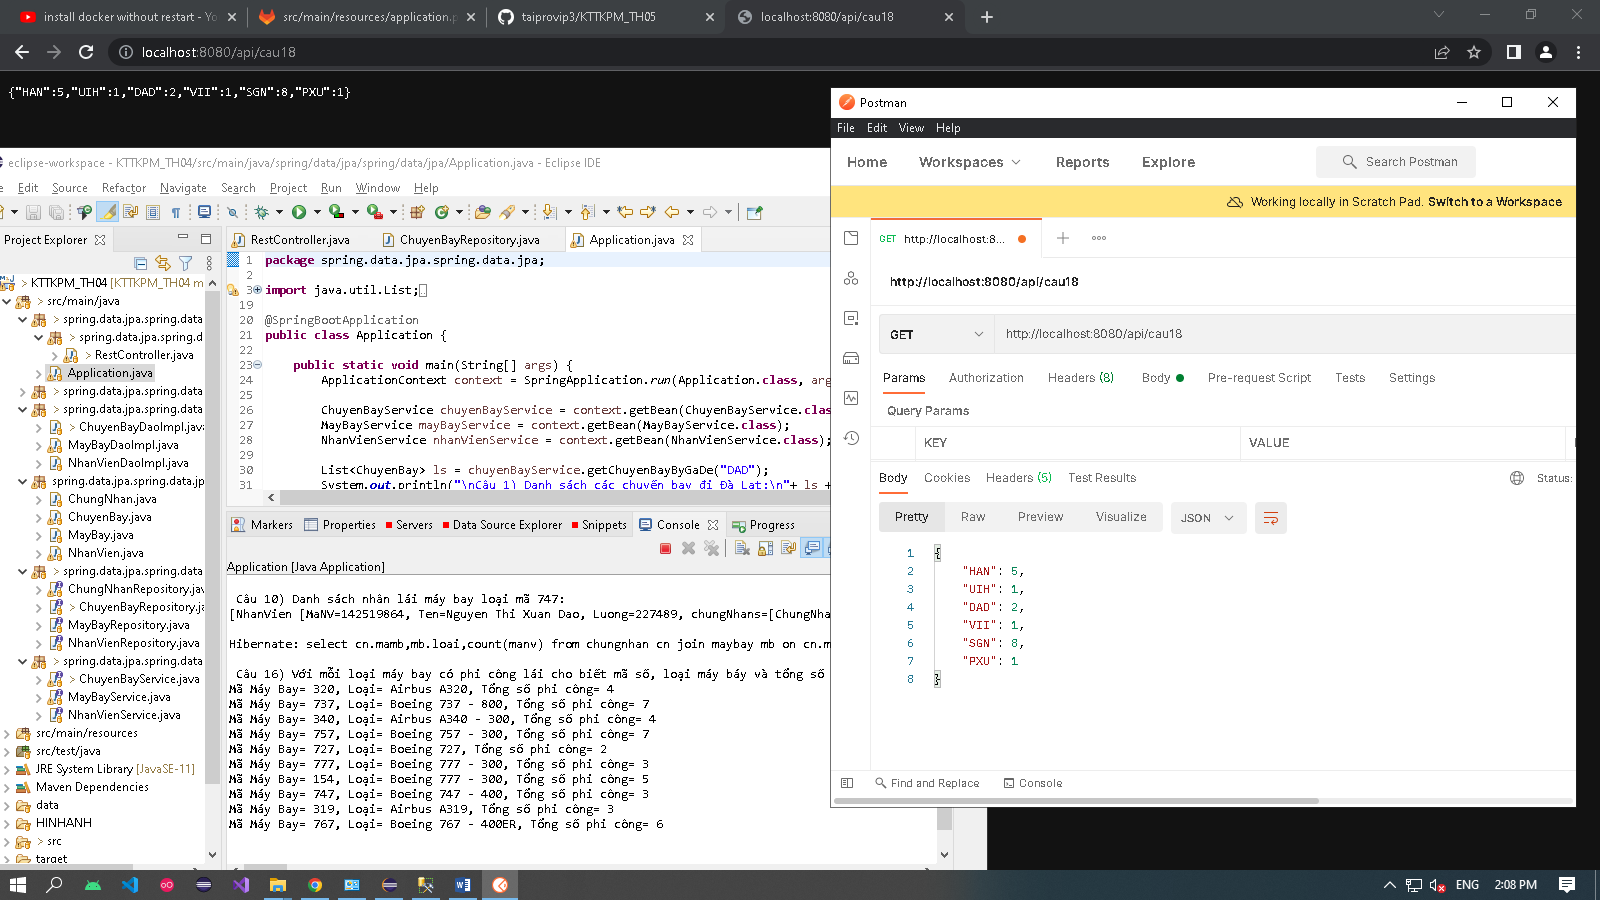 install docker without restart - Yo
src/main/resources/application.p
taiprovip3/KTTKPM_TH05
localhost:8080/api/cau18
localhost:8080/api/cau18
{"HAN":5,"UIH":1,"DAD":2,"VII":1,"SGN":8,"PXU":1}
eclipse-workspace - KTTKPM_TH04/src/main/java/spring/data/jpa/spring/data/jpa/Application.java - Eclipse IDE
Edit Source Refactor Navigate Search Project Run Window Help
Project Explorer
> KTTKPM_TH04 [KTTKPM_TH04 m
> src/main/java
> spring.data.jpa.spring.data
> spring.data.jpa.spring.d
> RestController.java
Application.java
> spring.data.jpa.spring.data
> spring.data.jpa.spring.data
> ChuyenBayDaoImpl.java
MayBayDaoImpl.java
NhanVienDaoImpl.java
spring.data.jpa.spring.data.jp
ChungNhan.java
ChuyenBay.java
MayBay.java
NhanVien.java
> spring.data.jpa.spring.data
ChungNhanRepository.jav
> ChuyenBayRepository.ja
MayBayRepository.java
NhanVienRepository.java
> spring.data.jpa.spring.data
> ChuyenBayService.java
MayBayService.java
NhanVienService.java
src/main/resources
src/test/java
JRE System Library [JavaSE-11]
Maven Dependencies
data
HINHANH
> src
target
RestController.java
ChuyenBayRepository.java
Application.java
1 package spring.data.jpa.spring.data.jpa;
2
3 import java.util.List;
19
20 @SpringBootApplication
21 public class Application {
22
23 public static void main(String[] args) {
24 ApplicationContext context = SpringApplication.run(Application.class, arg
25
26 ChuyenBayService chuyenBayService = context.getBean(ChuyenBayService.clas
27 MayBayService mayBayService = context.getBean(MayBayService.class);
28 NhanVienService nhanVienService = context.getBean(NhanVienService.class);
29
30 List<ChuyenBay> ls = chuyenBayService.getChuyenBayByGaDe("DAD");
31 System.out.println("\nCâu 1) Danh sách các chuyến bay đi Đà Lạt:\n"+ ls +
Markers Properties Servers Data Source Explorer Snippets Console Progress
Application [Java Application]
Câu 10) Danh sách nhân lái máy bay loại mã 747:
[NhanVien [MaNV=142519864, Ten=Nguyen Thi Xuan Dao, Luong=227489, chungNhans=[ChungNha
Hibernate: select cn.mamb,mb.loai,count(manv) from chungnhan cn join maybay mb on cn.m
Câu 16) Với mỗi loại máy bay có phi công lái cho biết mã số, loại máy báy và tổng số
Mã Máy Bay= 320, Loại= Airbus A320, Tổng số phi công= 4
Mã Máy Bay= 737, Loại= Boeing 737 - 800, Tổng số phi công= 7
Mã Máy Bay= 340, Loại= Airbus A340 - 300, Tổng số phi công= 4
Mã Máy Bay= 757, Loại= Boeing 757 - 300, Tổng số phi công= 7
Mã Máy Bay= 727, Loại= Boeing 727, Tổng số phi công= 2
Mã Máy Bay= 777, Loại= Boeing 777 - 300, Tổng số phi công= 3
Mã Máy Bay= 154, Loại= Boeing 777 - 300, Tổng số phi công= 5
Mã Máy Bay= 747, Loại= Boeing 747 - 400, Tổng số phi công= 3
Mã Máy Bay= 319, Loại= Airbus A319, Tổng số phi công= 3
Mã Máy Bay= 767, Loại= Boeing 767 - 400ER, Tổng số phi công= 6
Postman
File Edit View Help
Home Workspaces Reports Explore Search Postman
Working locally in Scratch Pad. Switch to a Workspace
GET http://localhost:8...
http://localhost:8080/api/cau18
GET http://localhost:8080/api/cau18
Params Authorization Headers (8) Body Pre-request Script Tests Settings
Query Params
KEY VALUE
Body Cookies Headers (5) Test Results Status:
Pretty Raw Preview Visualize JSON
1 {
2 "HAN": 5,
3 "UIH": 1,
4 "DAD": 2,
5 "VII": 1,
6 "SGN": 8,
7 "PXU": 1
8 }
Find and Replace Console
ENG 2:08 PM